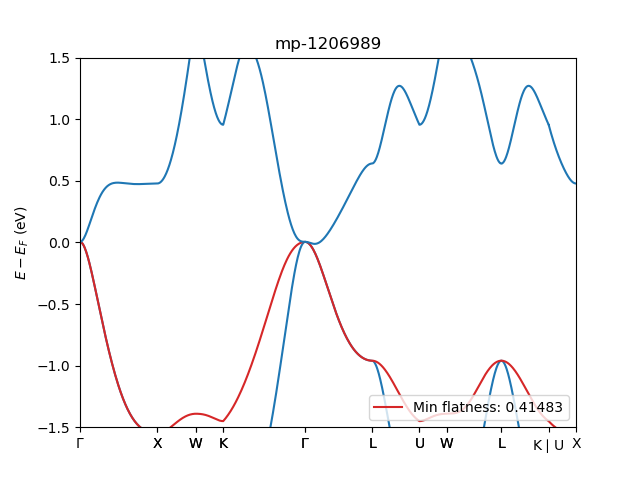 mp-1206989
E − E_F (eV)
1.5
1.0
0.5
0.0
−0.5
−1.0
−1.5
Min flatness: 0.41483
Γ X W K Γ L U W L K | U X